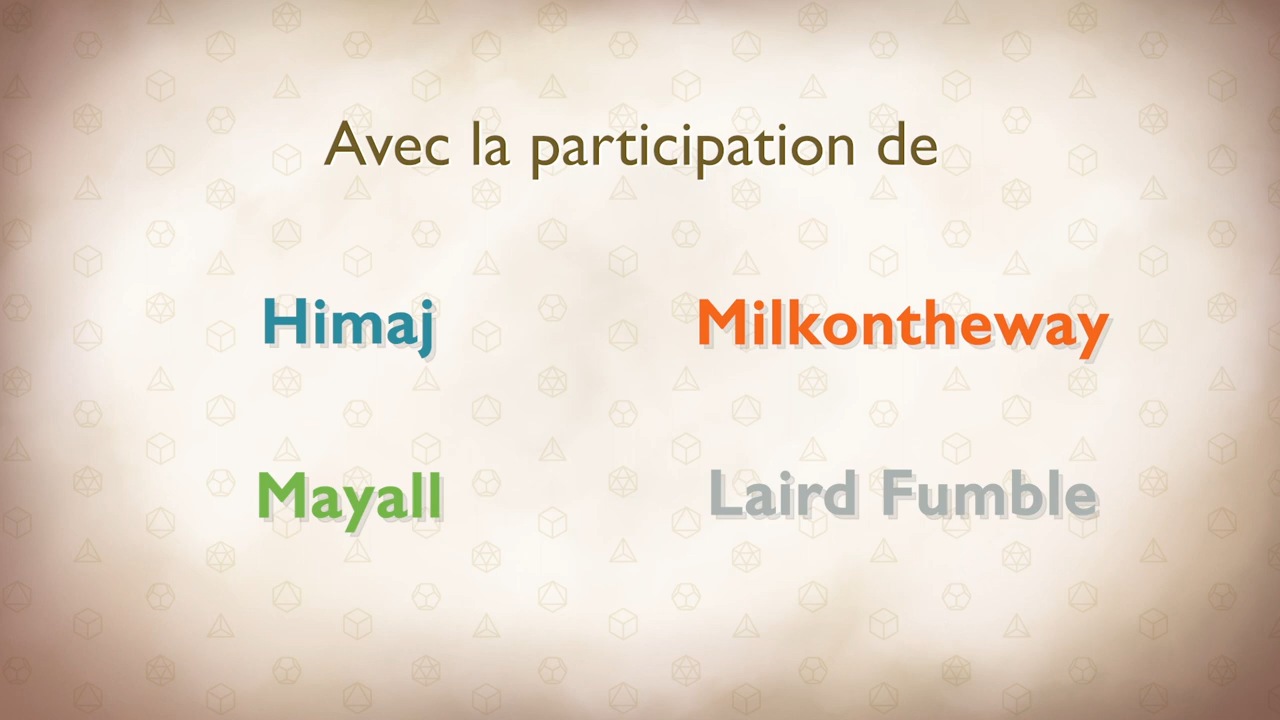 Avec la participation de
Himaj
Milkontheway
Mayall
Laird Fumble